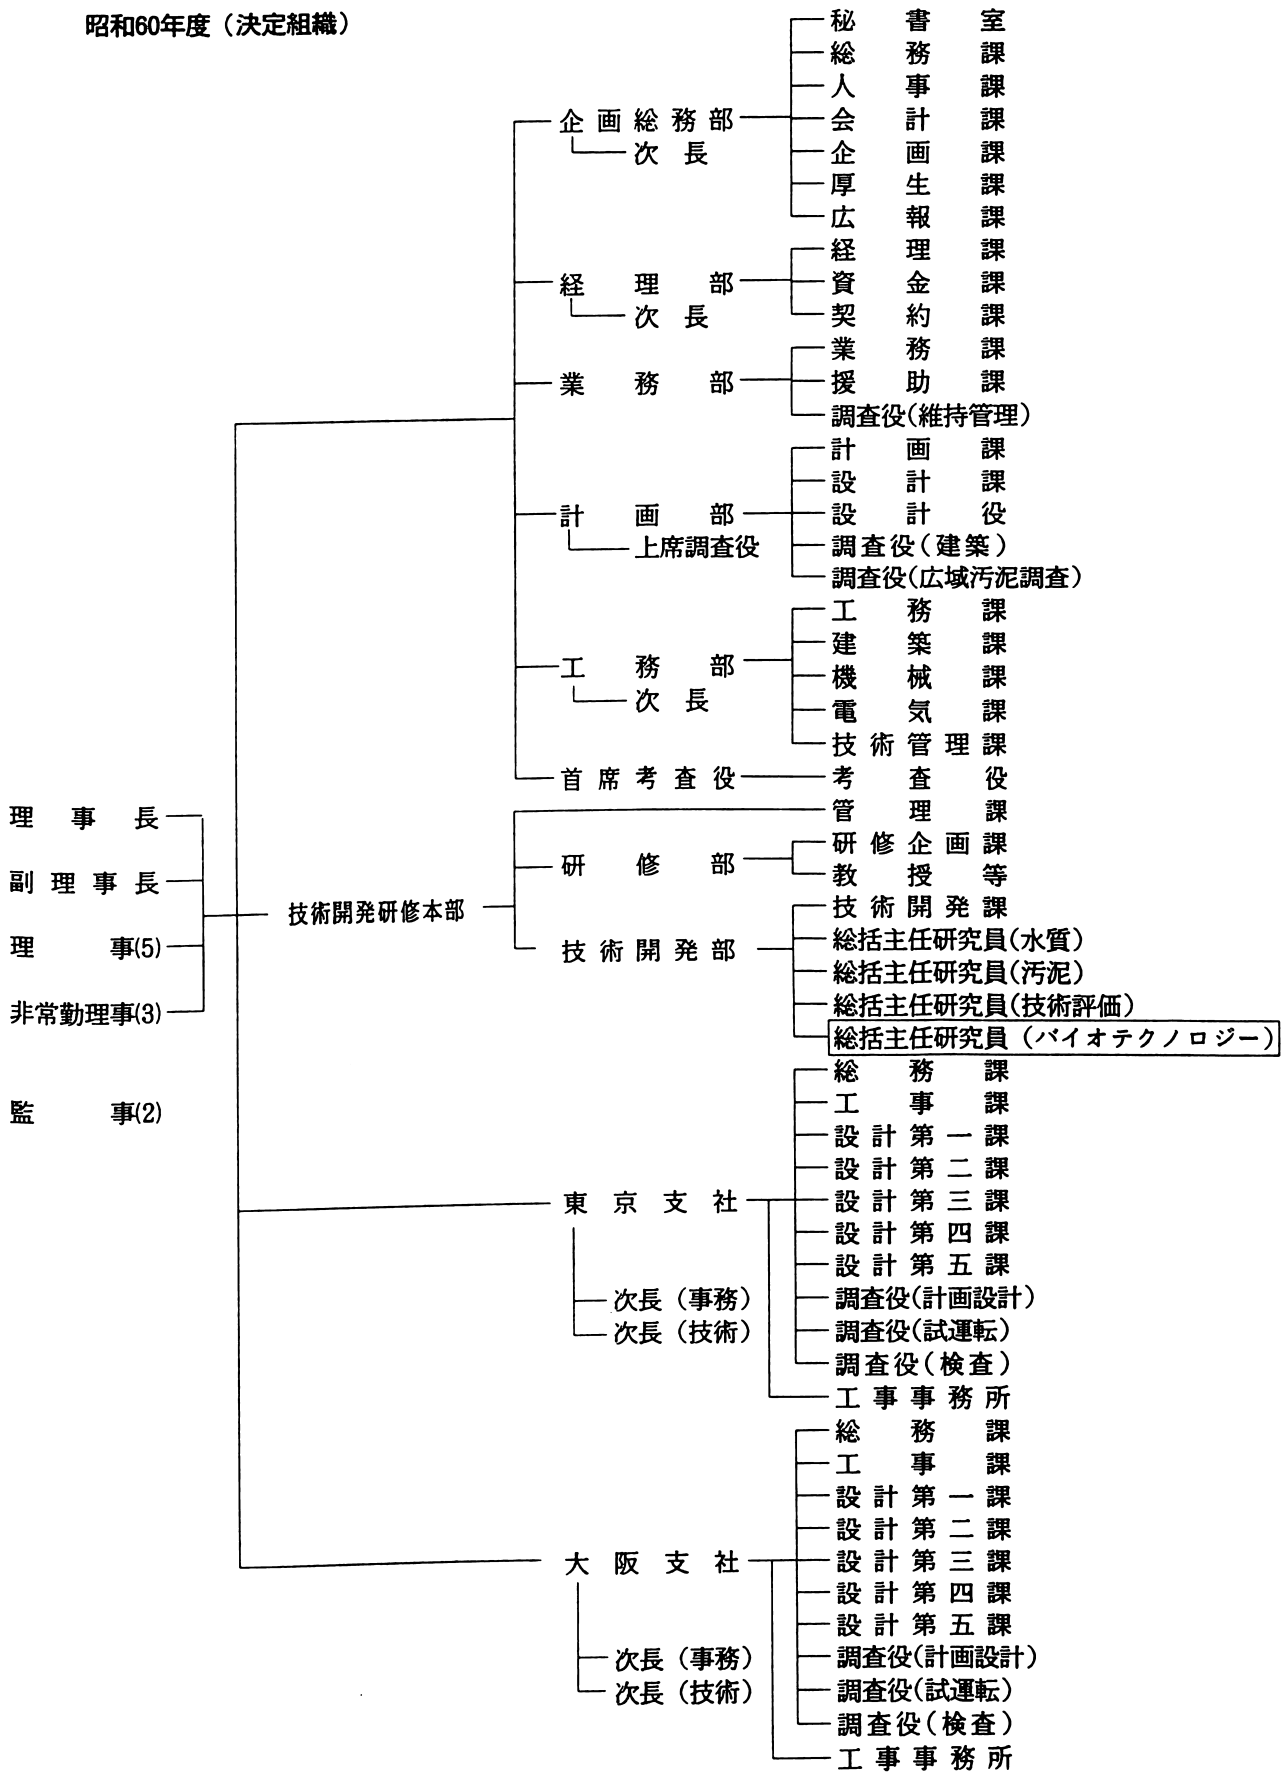 昭和60年度（決定組織）
理事長
副理事長
理事(5)
非常勤理事(3)
監事(2)
企画総務部
次長
秘書室
総務課
人事課
会計課
企画課
厚生課
広報課
経理部
次長
経理課
資金課
契約課
業務部
業務課
援助課
調査役(維持管理)
計画部
上席調査役
計画課
設計課
設計役
調査役(建築)
調査役(広域汚泥調査)
工務部
次長
工務課
建築課
機械課
電気課
技術管理課
首席考査役
考査役
技術開発研修本部
管理課
研修部
研修企画課
教授等
技術開発部
技術開発課
総括主任研究員(水質)
総括主任研究員(汚泥)
総括主任研究員(技術評価)
総括主任研究員（バイオテクノロジー）
東京支社
次長（事務）
次長（技術）
総務課
工事課
設計第一課
設計第二課
設計第三課
設計第四課
設計第五課
調査役(計画設計)
調査役(試運転)
調査役(検査)
工事事務所
大阪支社
次長（事務）
次長（技術）
総務課
工事課
設計第一課
設計第二課
設計第三課
設計第四課
設計第五課
調査役(計画設計)
調査役(試運転)
調査役(検査)
工事事務所